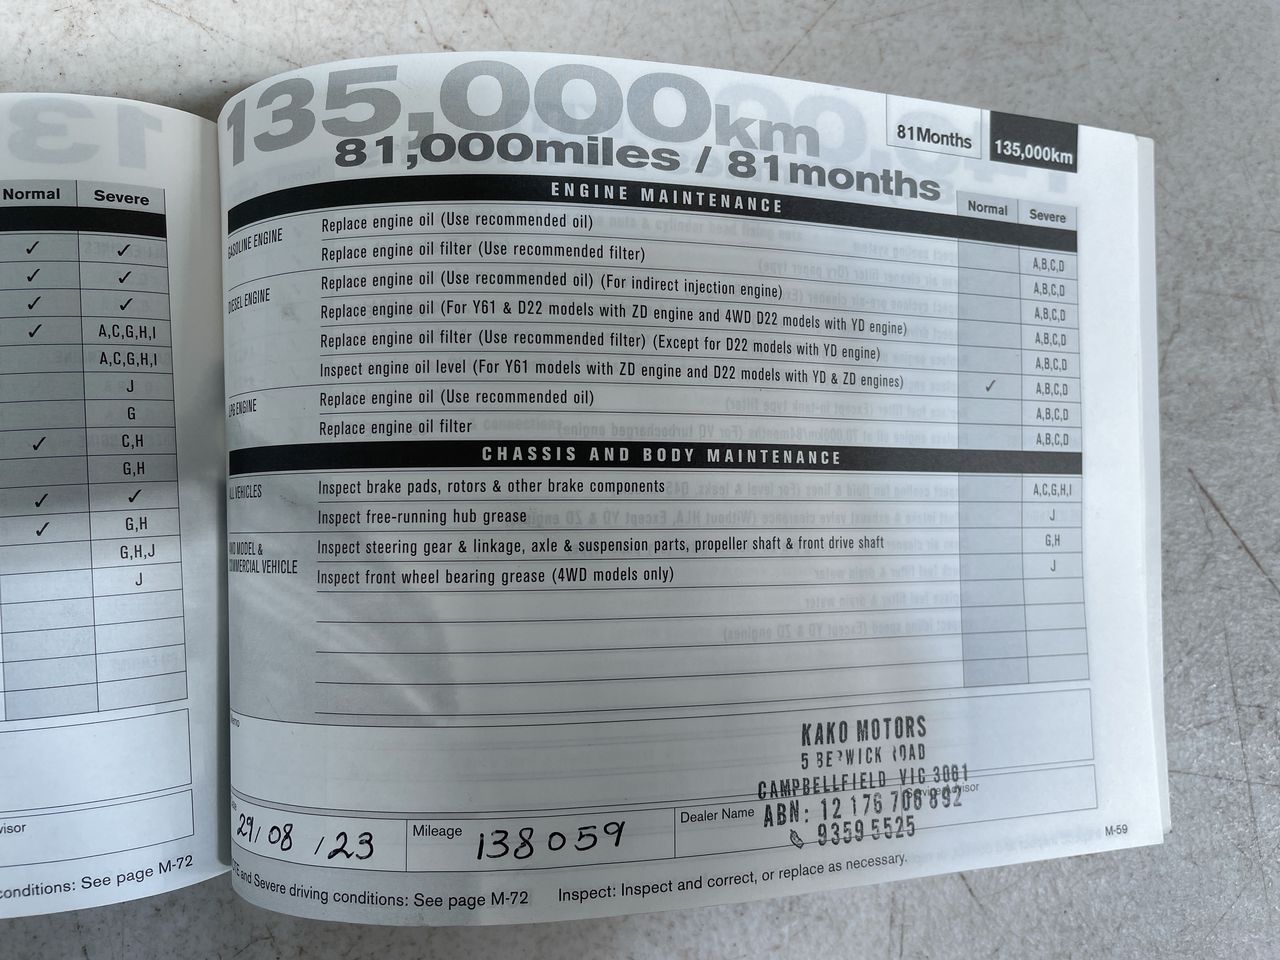 Normal Severe
✓ ✓
✓ ✓
✓ ✓
✓ A,C,G,H,I
A,C,G,H,I
J
G
✓ C,H
G,H
✓ ✓
✓ G,H
G,H,J
J
visor
conditions: See page M-72
135,000km
81,000miles / 81months
81Months 135,000km
ENGINE MAINTENANCE Normal Severe
GASOLINE ENGINE Replace engine oil (Use recommended oil) A,B,C,D
Replace engine oil filter (Use recommended filter) A,B,C,D
DIESEL ENGINE Replace engine oil (Use recommended oil) (For indirect injection engine) A,B,C,D
Replace engine oil (For Y61 & D22 models with ZD engine and 4WD D22 models with YD engine) A,B,C,D
Replace engine oil filter (Use recommended filter) (Except for D22 models with YD engine) A,B,C,D
Inspect engine oil level (For Y61 models with ZD engine and D22 models with YD & ZD engines) ✓ A,B,C,D
LPG ENGINE Replace engine oil (Use recommended oil) A,B,C,D
Replace engine oil filter A,B,C,D
CHASSIS AND BODY MAINTENANCE
ALL VEHICLES Inspect brake pads, rotors & other brake components A,C,G,H,I
Inspect free-running hub grease J
4WD MODEL & COMMERCIAL VEHICLE Inspect steering gear & linkage, axle & suspension parts, propeller shaft & front drive shaft G,H
Inspect front wheel bearing grease (4WD models only) J
KAKO MOTORS
5 BERWICK ROAD
CAMPBELLFIELD VIC 3061
Service Advisor
ABN: 12 176 706 892
9359 5525
29/08/23 Mileage 138059 Dealer Name
M-59
and Severe driving conditions: See page M-72 Inspect: Inspect and correct, or replace as necessary.